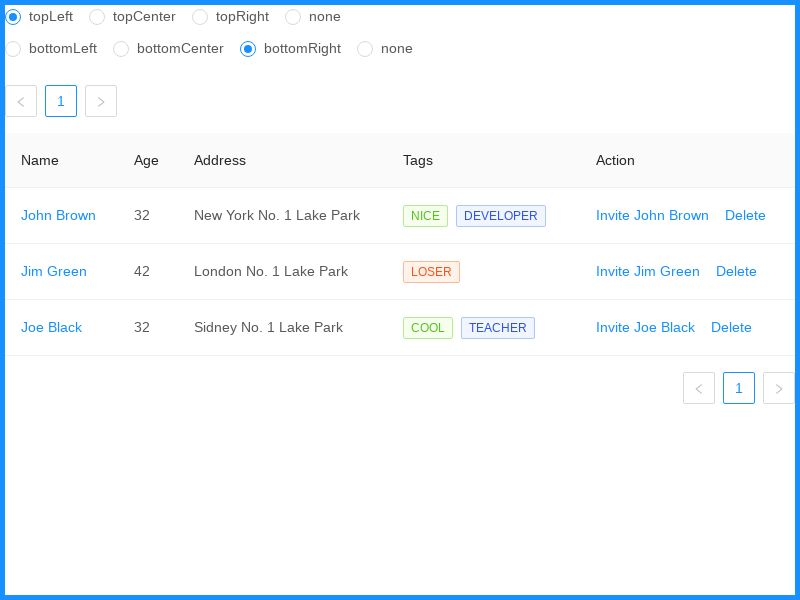 topLeft topCenter topRight none
bottomLeft bottomCenter bottomRight none
1
Name Age Address Tags Action
John Brown 32 New York No. 1 Lake Park NICE DEVELOPER Invite John Brown Delete
Jim Green 42 London No. 1 Lake Park LOSER Invite Jim Green Delete
Joe Black 32 Sidney No. 1 Lake Park COOL TEACHER Invite Joe Black Delete
1